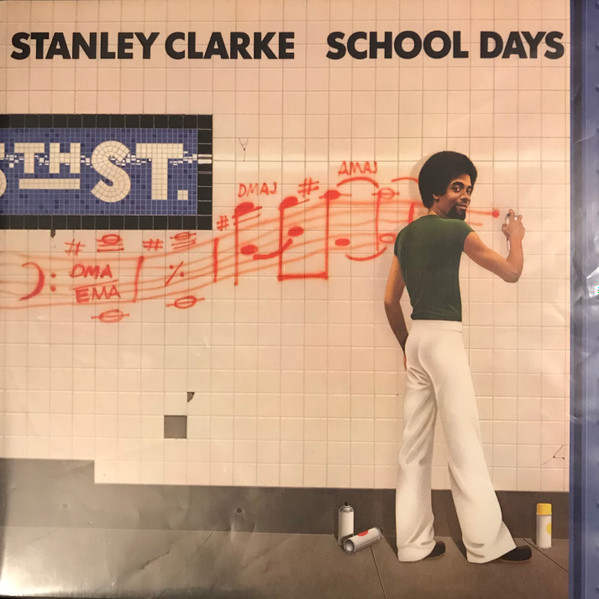 STANLEY CLARKE SCHOOL DAYS
5TH ST.
DMAJ
AMAJ
DMA
EMA